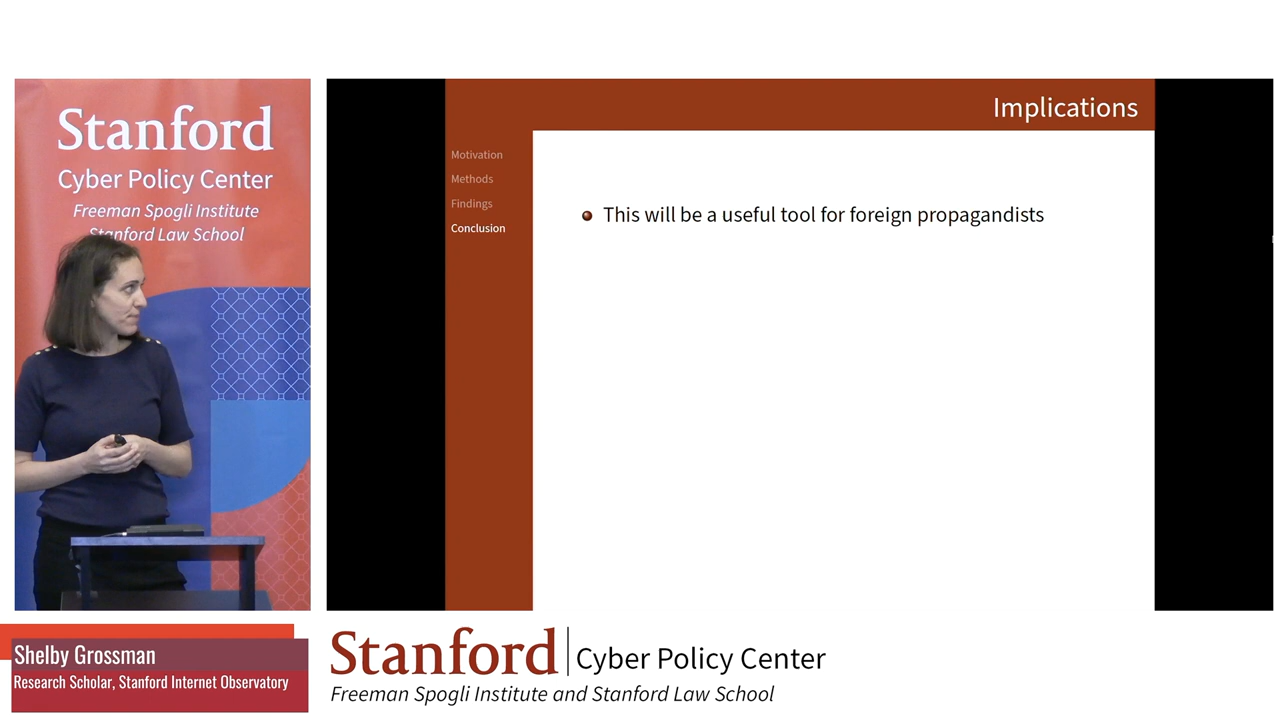 Stanford
Cyber Policy Center
Freeman Spogli Institute
Stanford Law School
Implications
Motivation
Methods
Findings
Conclusion
This will be a useful tool for foreign propagandists
Shelby Grossman
Research Scholar, Stanford Internet Observatory
Stanford
Cyber Policy Center
Freeman Spogli Institute and Stanford Law School